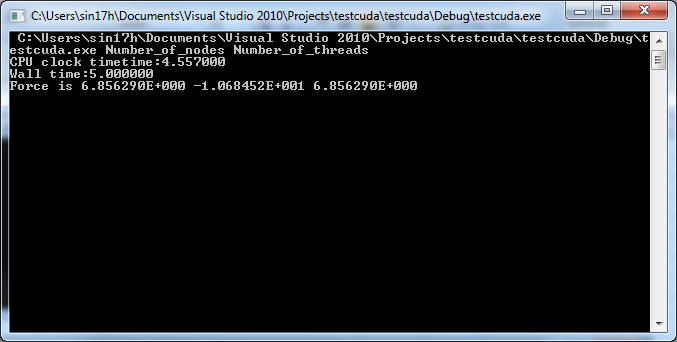 C:\Users\sin17h\Documents\Visual Studio 2010\Projects\testcuda\testcuda\Debug\testcuda.exe
C:\Users\sin17h\Documents\Visual Studio 2010\Projects\testcuda\testcuda\Debug\t
estcuda.exe Number_of_nodes Number_of_threads
CPU clock timetime:4.557000
Wall time:5.000000
Force is 6.856290E+000 -1.068452E+001 6.856290E+000